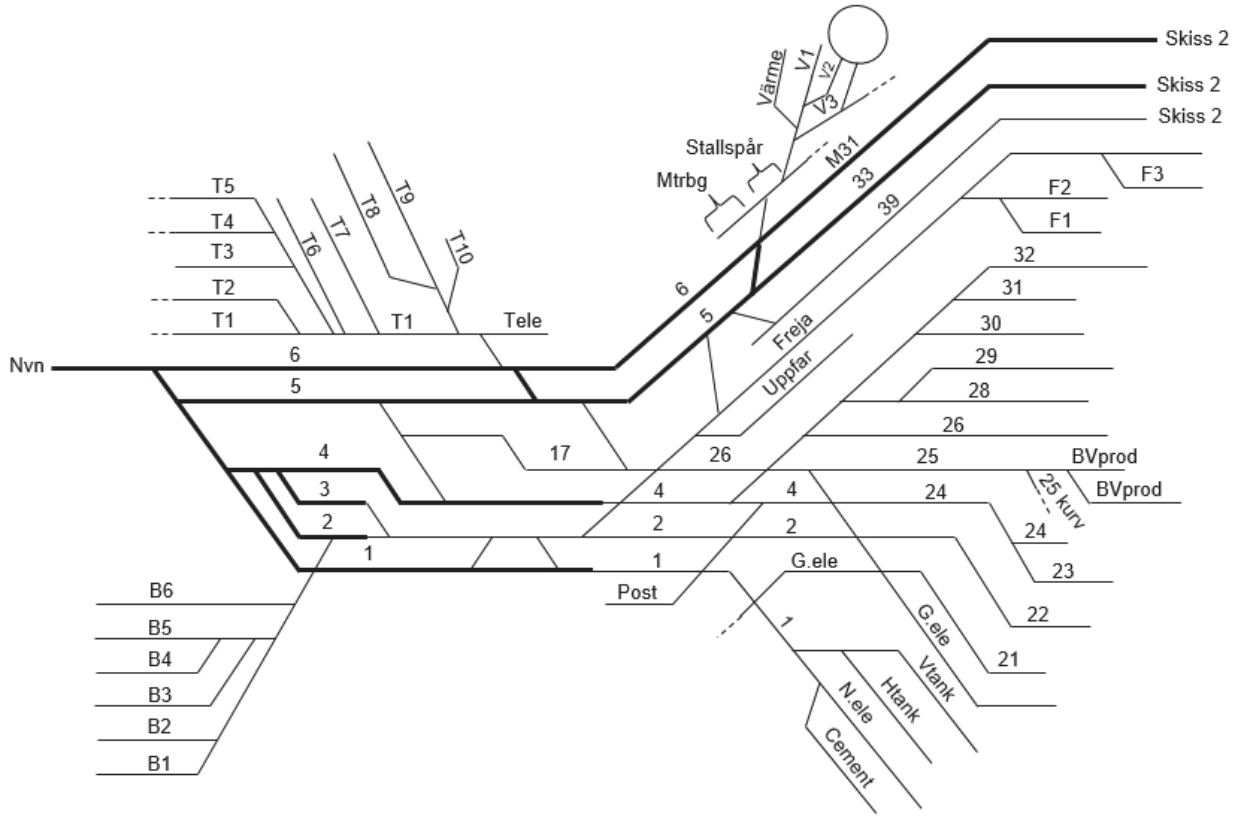 Skiss 2
Skiss 2
Skiss 2
Värme
V1
V2
V3
Stallspår
Mtrbg
M31
33
39
F3
F2
F1
T5
T4
T3
T2
T1
T6
T7
T8
T9
T10
T1
Tele
Nvn
6
5
6
5
Freja
Uppfar
32
31
30
29
28
26
4
3
2
1
17
26
25
BVprod
BVprod
25 kurv
4
4
24
24
23
2
2
22
1
Post
G.ele
G.ele
21
1
Vtank
Htank
N.ele
Cement
B6
B5
B4
B3
B2
B1